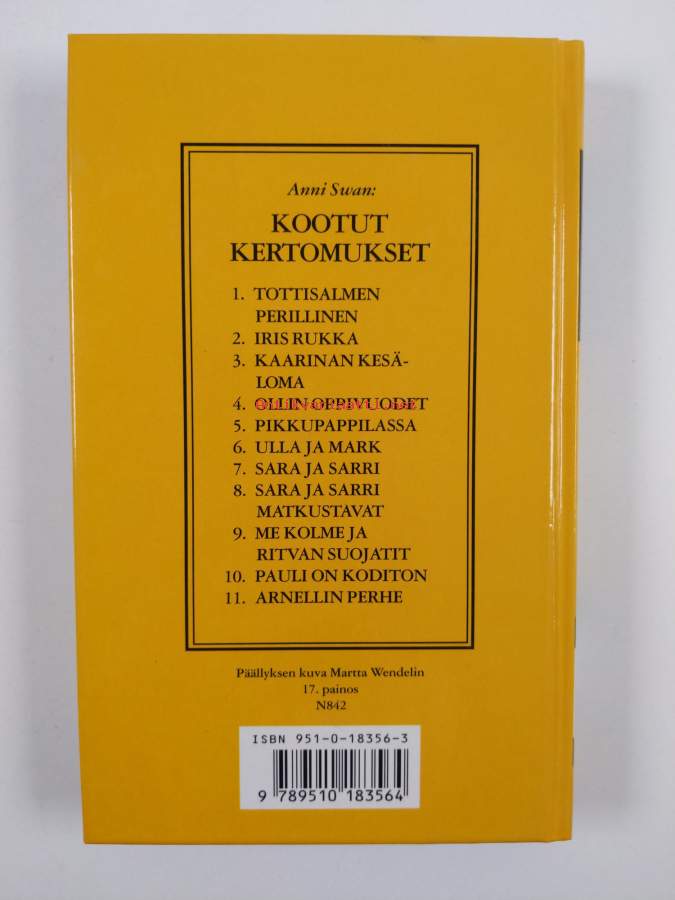 Anni Swan:
KOOTUT
KERTOMUKSET
1. TOTTISALMEN
PERILLINEN
2. IRIS RUKKA
3. KAARINAN KESÄ-
LOMA
4. OLLIN OPPIVUODET
5. PIKKUPAPPILASSA
6. ULLA JA MARK
7. SARA JA SARRI
8. SARA JA SARRI
MATKUSTAVAT
9. ME KOLME JA
RITVAN SUOJATIT
10. PAULI ON KODITON
11. ARNELLIN PERHE
Päällyksen kuva Martta Wendelin
17. painos
N842
ISBN 951-0-18356-3
9 789510 183564